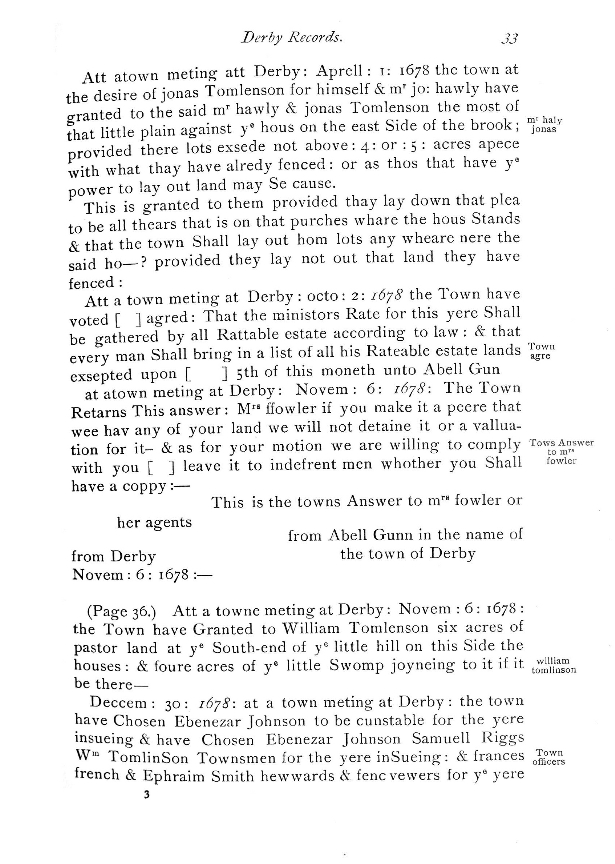 Derby Records. 33
Att atown meting att Derby: Aprell: 1: 1678 the town at
the desire of jonas Tomlenson for himself & mʳ jo: hawly have
granted to the said mʳ hawly & jonas Tomlenson the most of
that little plain against yᵉ hous on the east Side of the brook;
mʳ haly
jonas
provided there lots exsede not above: 4: or : 5 : acres apece
with what thay have alredy fenced: or as thos that have yᵉ
power to lay out land may Se cause.
This is granted to them provided thay lay down that plea
to be all thears that is on that purches whare the hous Stands
& that the town Shall lay out hom lots any wheare nere the
said ho—? provided they lay not out that land they have
fenced :
Att a town meting at Derby: octo: 2: 1678 the Town have
voted [ ] agred: That the ministors Rate for this yere Shall
be gathered by all Rattable estate according to law: & that
every man Shall bring in a list of all his Rateable estate lands
Town
agre
exsepted upon [ ] 5th of this moneth unto Abell Gun
at atown meting at Derby: Novem: 6: 1678: The Town
Retarns This answer: Mʳˢ ffowler if you make it a peere that
wee hav any of your land we will not detaine it or a vallua-
tion for it– & as for your motion we are willing to comply
Tows Answer
to mʳˢ
fowler
with you [ ] leave it to indefrent men whother you Shall
have a coppy:—
This is the towns Answer to mʳˢ fowler or
her agents
from Abell Gunn in the name of
from Derby the town of Derby
Novem: 6: 1678:—
(Page 36.) Att a towne meting at Derby: Novem: 6: 1678:
the Town have Granted to William Tomlenson six acres of
pastor land at yᵉ South-end of yᵉ little hill on this Side the
houses: & foure acres of yᵉ little Swomp joyneing to it if it
william
tomlinson
be there—
Deccem: 30: 1678: at a town meting at Derby: the town
have Chosen Ebenezar Johnson to be cunstable for the yere
insueing & have Chosen Ebenezar Johnson Samuell Riggs
Wᵐ TomlinSon Townsmen for the yere inSueing: & frances
Town
officers
french & Ephraim Smith hewwards & fencvewers for yᵉ yere
3